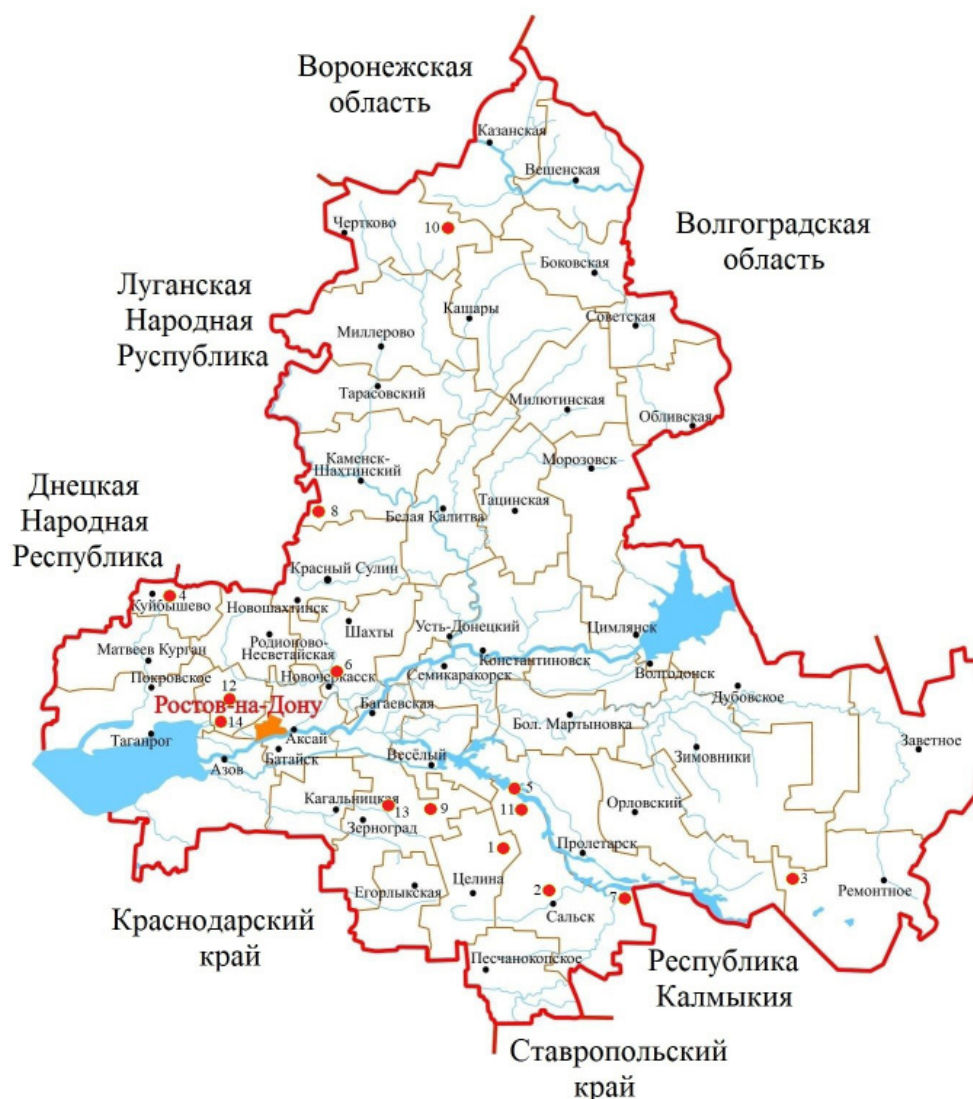 Воронежская
область
Казанская
Вешенская
Чертково
10
Волгоградская
область
Боковская
Луганская
Народная
Руспублика
Кашары
Советская
Миллерово
Тарасовский
Милютинская
Обливская
Каменск-
Шахтинский
Морозовск
Днецкая
Народная
Республика
Тацинская
8
Белая Калитва
Красный Сулин
4
Куйбышево
Новошахтинск
Шахты
Усть-Донецкий
Цимлянск
Родионово-
Несветайская
Матвеев Курган
Константиновск
6
Семикаракорск
Волгодонск
Покровское
Новочеркасск
Дубовское
12
Ростов-на-Дону
Багаевская
Бол. Мартыновка
14
Таганрог
Аксай
Заветное
Батайск
Весёлый
Зимовники
Азов
5
Кагальницкая
13
9
11
Орловский
Зерноград
1
Пролетарск
Целина
3
Егорлыкская
2
7
Ремонтное
Сальск
Краснодарский
край
Песчанокопское
Республика
Калмыкия
Ставропольский
край